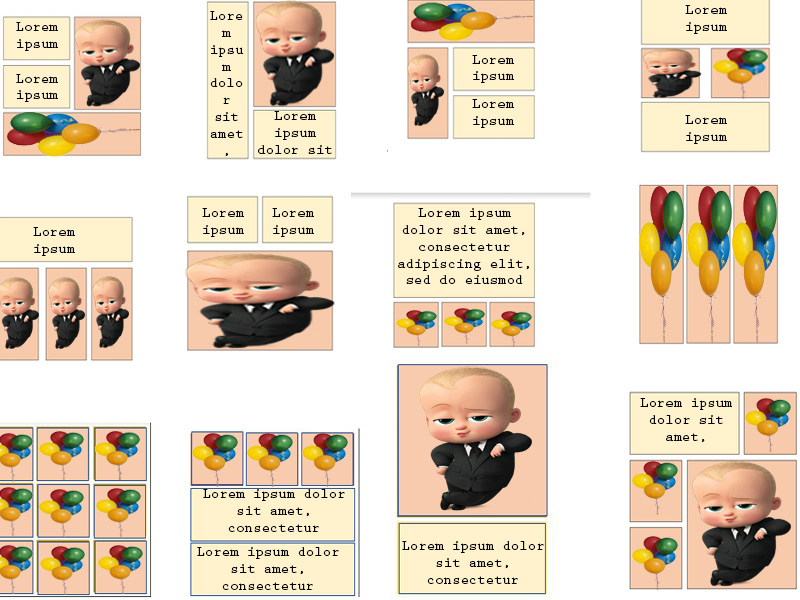 Lorem
ipsum
Lorem
ipsum
Lore
m
ipsu
m
dolo
r
sit
amet
,
Lorem
ipsum
dolor sit
Lorem
ipsum
Lorem
ipsum
Lorem
ipsum
Lorem
ipsum
Lorem
ipsum
Lorem
ipsum
Lorem
ipsum
Lorem ipsum
dolor sit amet,
consectetur
adipiscing elit,
sed do eiusmod
Lorem ipsum dolor
sit amet,
consectetur
Lorem ipsum dolor
sit amet,
consectetur
Lorem ipsum dolor
sit amet,
consectetur
Lorem ipsum
dolor sit
amet,